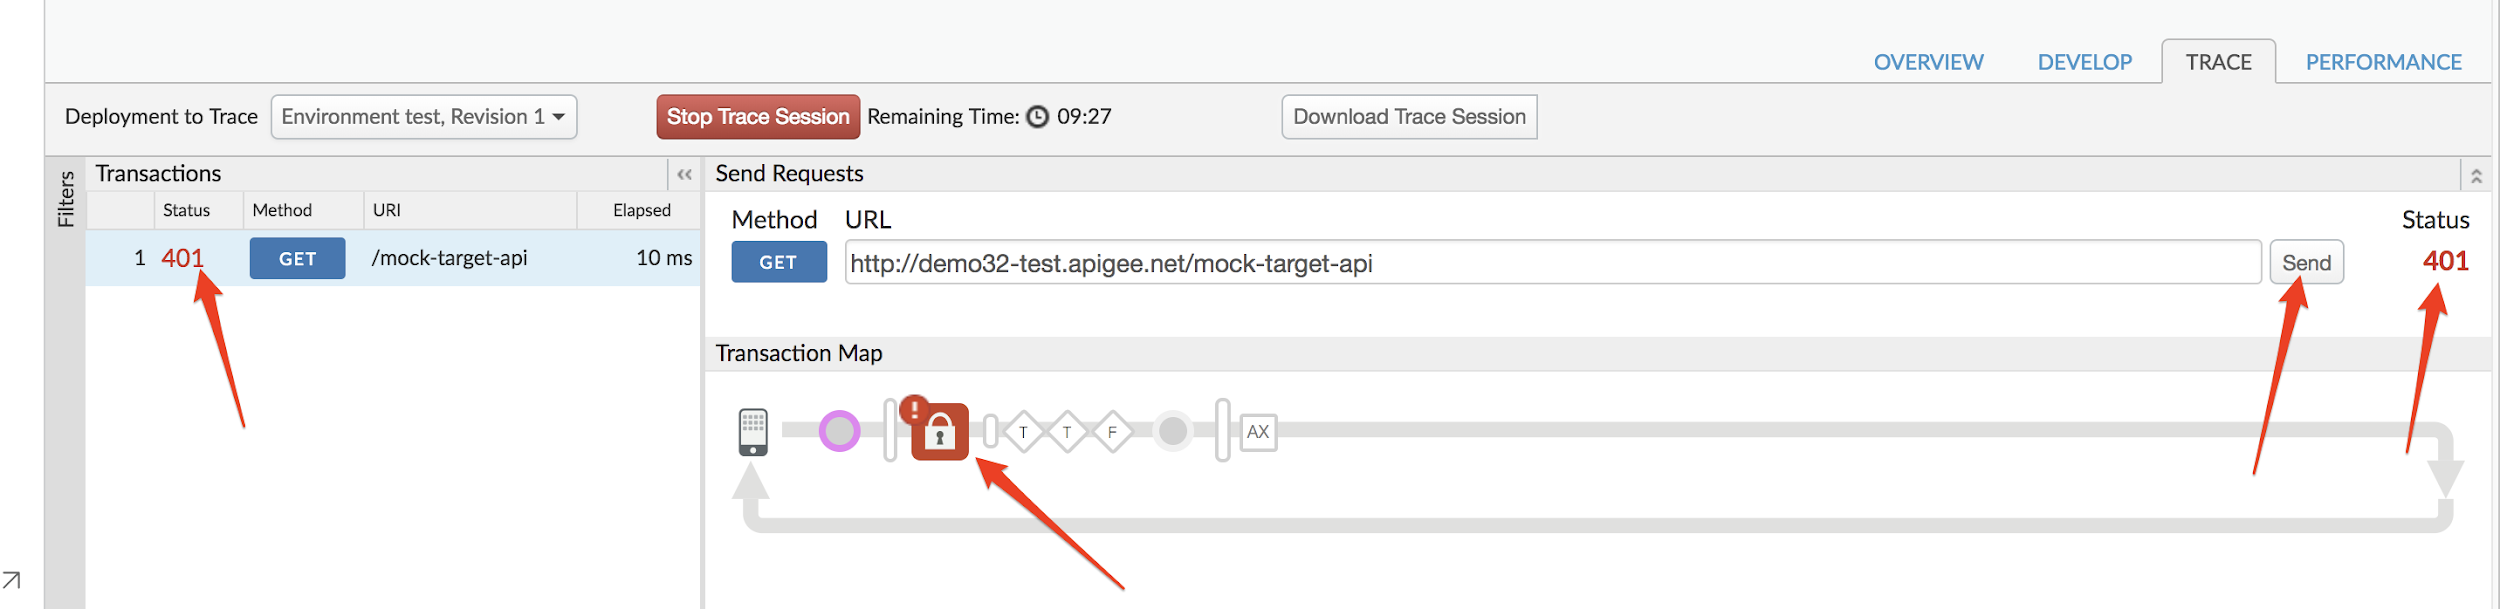 OVERVIEW DEVELOP TRACE PERFORMANCE
Deployment to Trace Environment test, Revision 1 Stop Trace Session Remaining Time: 09:27 Download Trace Session
Filters
Transactions
Status Method URI Elapsed
1 401 GET /mock-target-api 10 ms
Send Requests
Method URL Status
GET http://demo32-test.apigee.net/mock-target-api Send 401
Transaction Map
! T T F AX